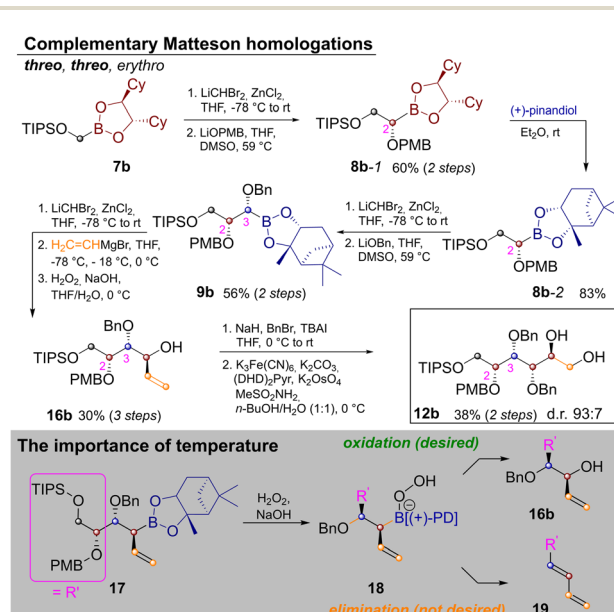 Complementary Matteson homologations
threo, threo, erythro
Cy
O
Cy
O
B
TIPSO
7b
1. LiCHBr2, ZnCl2,
THF, -78 °C to rt
2. LiOPMB, THF,
DMSO, 59 °C
Cy
O
Cy
O
B
TIPSO
2
OPMB
8b-1 60% (2 steps)
(+)-pinandiol
Et2O, rt
1. LiCHBr2, ZnCl2,
THF, -78 °C to rt
2. H2C=CHMgBr, THF,
-78 °C, - 18 °C, 0 °C
3. H2O2, NaOH,
THF/H2O, 0 °C
OBn
TIPSO
2
3
B
O
O
PMBO
9b 56% (2 steps)
1. LiCHBr2, ZnCl2,
THF, -78 °C to rt
2. LiOBn, THF,
DMSO, 59 °C
O
B
O
TIPSO
2
OPMB
8b-2 83%
BnO
TIPSO
2
3
OH
PMBO
16b 30% (3 steps)
1. NaH, BnBr, TBAI
THF, 0 °C to rt
2. K3Fe(CN)6, K2CO3,
(DHD)2Pyr, K2OsO4
MeSO2NH2,
n-BuOH/H2O (1:1), 0 °C
OBn
OH
TIPSO
2
3
OH
PMBO
OBn
12b 38% (2 steps) d.r. 93:7
The importance of temperature
TIPSO
OBn
O
B
O
PMBO
= R'
17
H2O2,
NaOH
oxidation (desired)
R'
O
OH
BnO
B[(+)-PD]
18
elimination (not desired)
R'
BnO
OH
16b
R'
19